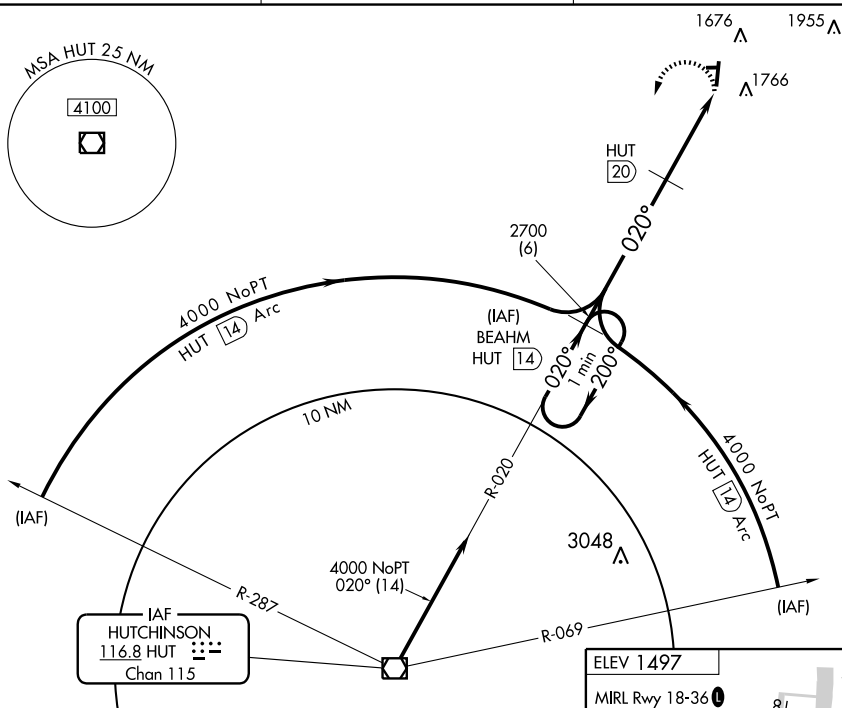 1676
1955
MSA HUT 25 NM
4100
1766
HUT
20
020°
2700
(6)
4000 NoPT
HUT 14 Arc
(IAF)
BEAHM
HUT 14
020°
1 min
200°
10 NM
4000 NoPT
HUT 14 Arc
R-020
(IAF)
3048
4000 NoPT
020° (14)
R-287
(IAF)
R-069
IAF
HUTCHINSON
116.8 HUT
Chan 115
ELEV 1497
MIRL Rwy 18-36 L
18